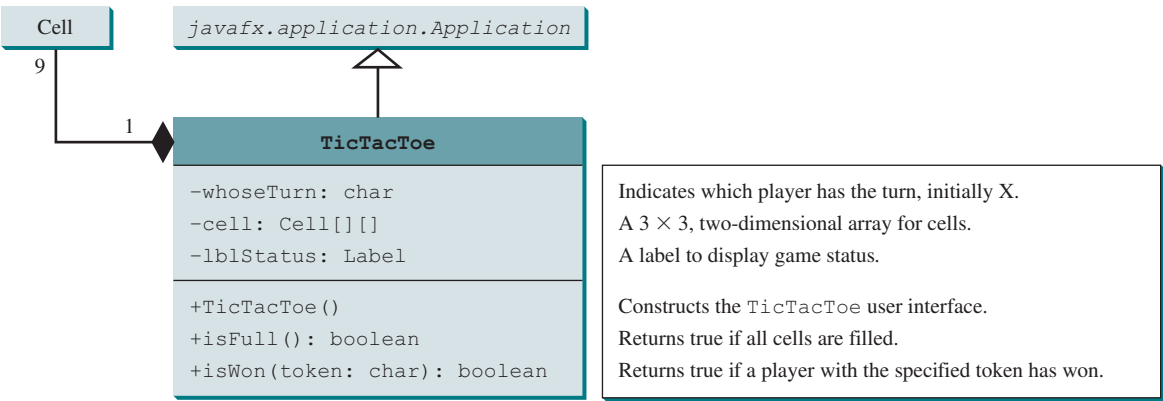 Cell
javafx.application.Application
9
1
TicTacToe
-whoseTurn: char
-cell: Cell[][]
-lblStatus: Label
+TicTacToe()
+isFull(): boolean
+isWon(token: char): boolean
Indicates which player has the turn, initially X.
A 3 × 3, two-dimensional array for cells.
A label to display game status.
Constructs the TicTacToe user interface.
Returns true if all cells are filled.
Returns true if a player with the specified token has won.